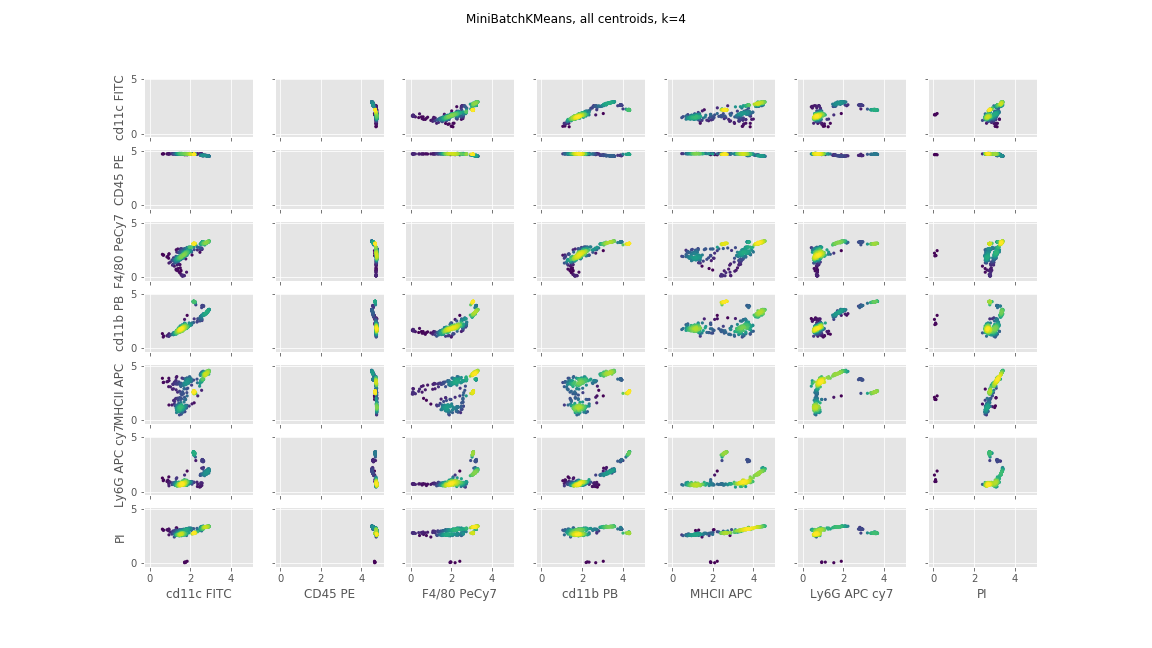 MiniBatchKMeans, all centroids, k=4
cd11c FITC
5
0
CD45 PE
5
0
F4/80 PeCy7
5
0
cd11b PB
5
0
MHCII APC
5
0
Ly6G APC cy7
5
0
PI
5
0
0 2 4 0 2 4 0 2 4 0 2 4 0 2 4 0 2 4 0 2 4
cd11c FITC CD45 PE F4/80 PeCy7 cd11b PB MHCII APC Ly6G APC cy7 PI